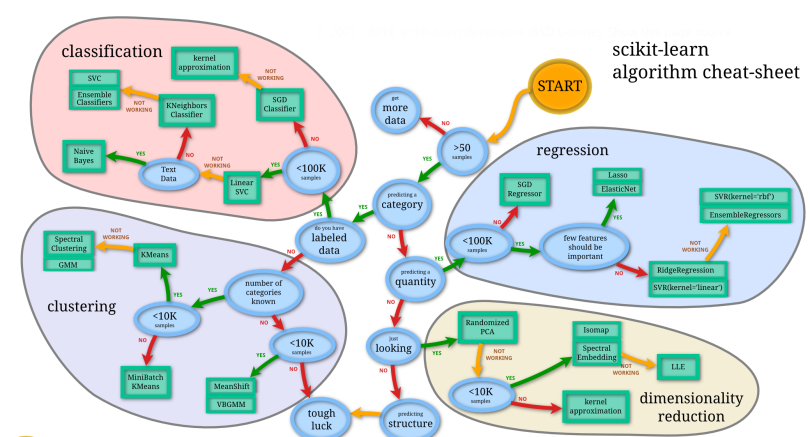 scikit-learn
algorithm cheat-sheet
START
get
more
data
NO
>50
samples
YES
predicting a
category
YES
NO
do you have
labeled
data
YES
NO
predicting a
quantity
YES
NO
just
looking
YES
NO
predicting
structure
tough
luck
classification
kernel
approximation
NOT
WORKING
SVC
Ensemble
Classifiers
NOT
WORKING
KNeighbors
Classifier
SGD
Classifier
NO
NO
Naive
Bayes
YES
Text
Data
NOT
WORKING
Linear
SVC
YES
<100K
samples
regression
SGD
Regressor
NO
<100K
samples
YES
few features
should be
important
YES
Lasso
ElasticNet
NO
RidgeRegression
SVR(kernel='linear')
NOT
WORKING
SVR(kernel='rbf')
EnsembleRegressors
clustering
Spectral
Clustering
GMM
NOT
WORKING
KMeans
YES
<10K
samples
NO
MiniBatch
KMeans
number of
categories
known
YES
NO
<10K
samples
YES
NO
MeanShift
VBGMM
dimensionality
reduction
Randomized
PCA
NOT
WORKING
<10K
samples
YES
NO
Isomap
Spectral
Embedding
NOT
WORKING
LLE
kernel
approximation